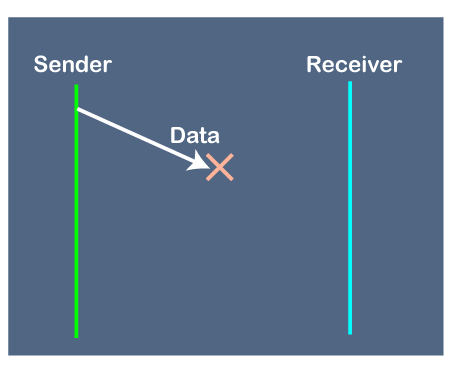 Sender
Receiver
Data